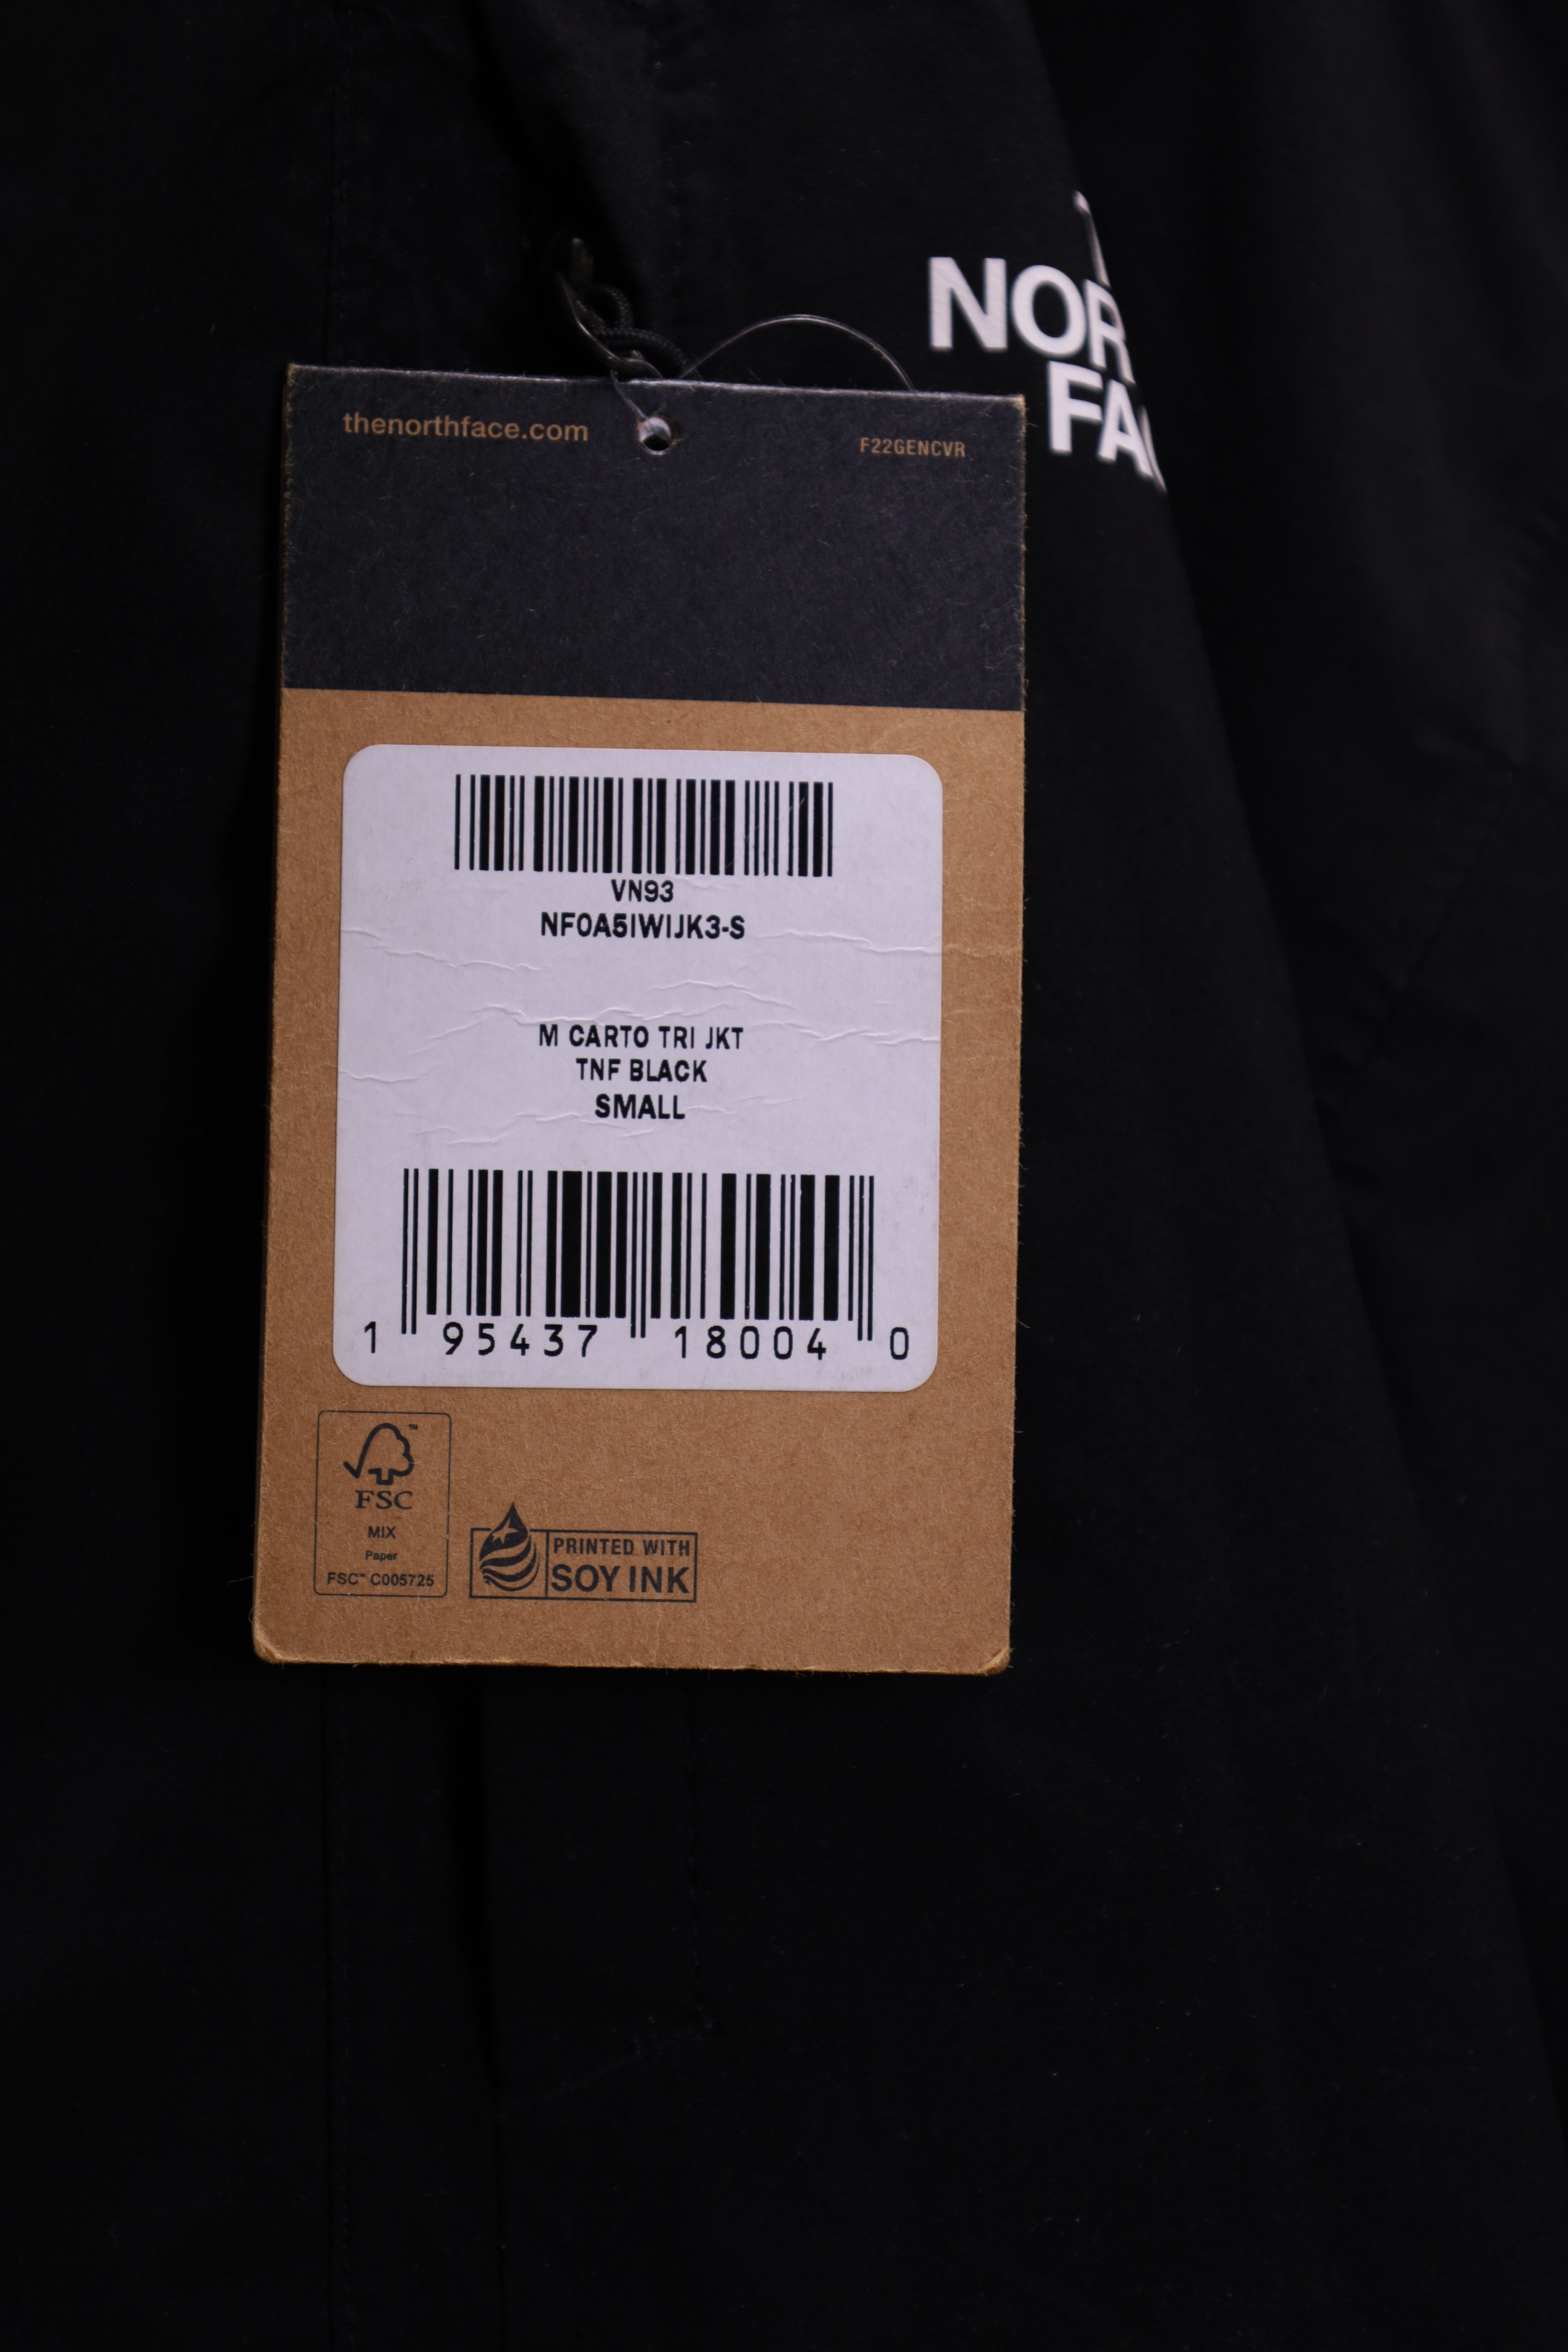 NOR
FAC
thenorthface.com
F22GENCVR
VN93
NF0A5IWIJK3-S
M CARTO TRI JKT
TNF BLACK
SMALL
1 95437 18004 0
FSC
MIX
Paper
FSC™ C005725
PRINTED WITH
SOY INK